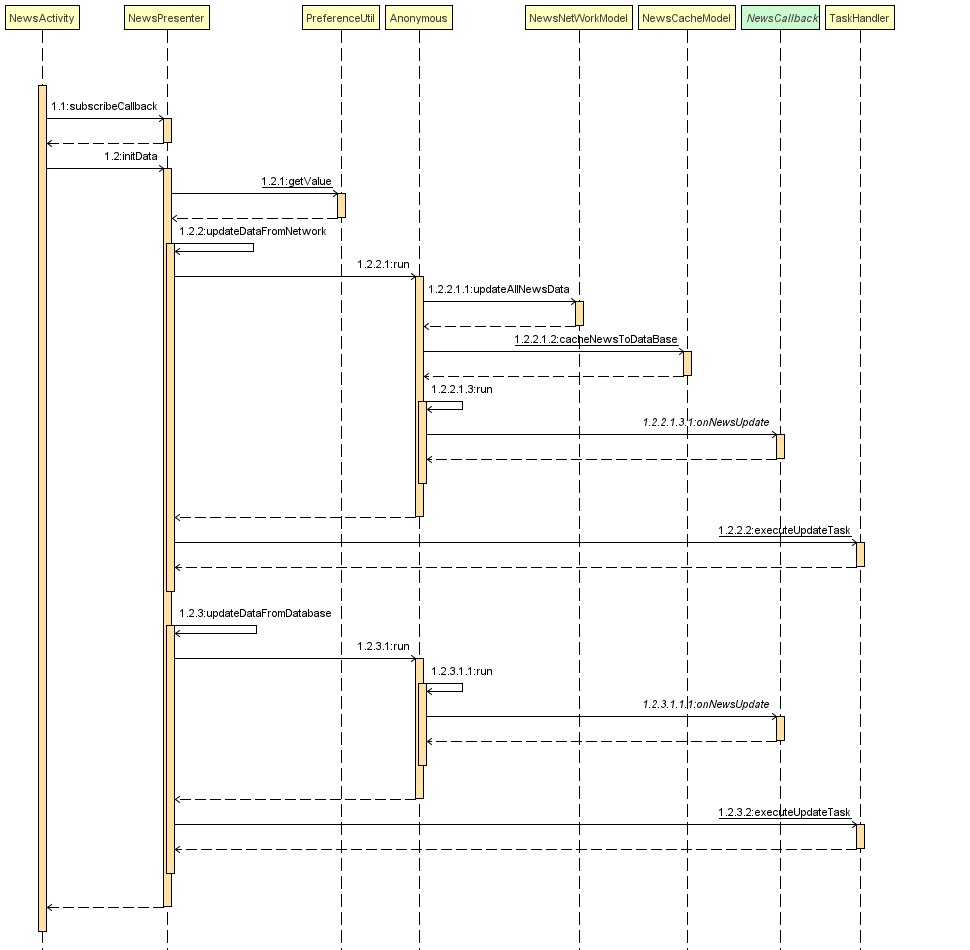 NewsActivity
NewsPresenter
PreferenceUtil
Anonymous
NewsNetWorkModel
NewsCacheModel
NewsCallback
TaskHandler
1.1:subscribeCallback
1.2:initData
1.2.1:getValue
1.2.2:updateDataFromNetwork
1.2.2.1:run
1.2.2.1.1:updateAllNewsData
1.2.2.1.2:cacheNewsToDataBase
1.2.2.1.3:run
1.2.2.1.3.1:onNewsUpdate
1.2.2.2:executeUpdateTask
1.2.3:updateDataFromDatabase
1.2.3.1:run
1.2.3.1.1:run
1.2.3.1.1.1:onNewsUpdate
1.2.3.2:executeUpdateTask